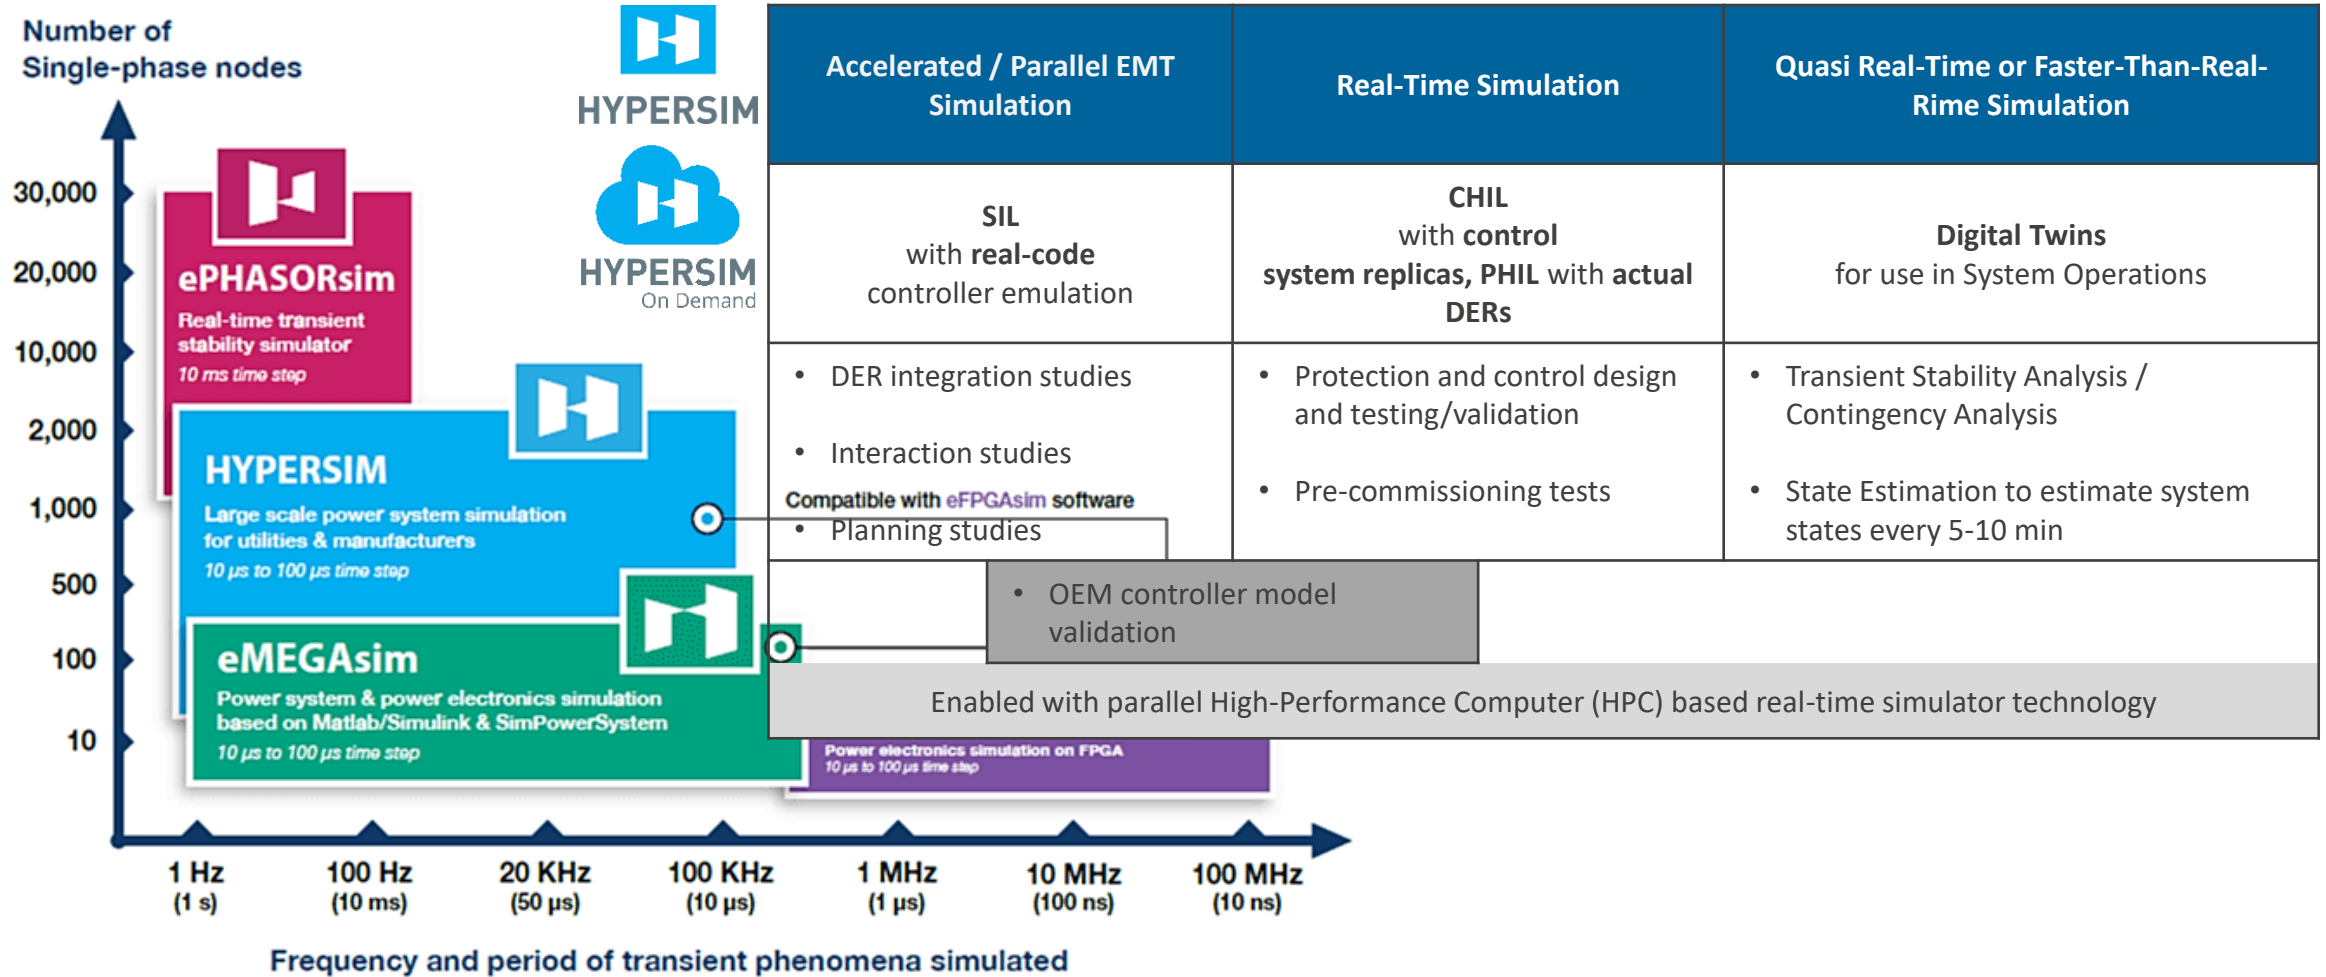 Number of
Single-phase nodes
30,000
20,000
10,000
2,000
1,000
500
100
10
ePHASORsim
Real-time transient
stability simulator
10 ms time step
HYPERSIM
Large scale power system simulation
for utilities & manufacturers
10 µs to 100 µs time step
eMEGAsim
Power system & power electronics simulation
based on Matlab/Simulink & SimPowerSystem
10 µs to 100 µs time step
Power electronics simulation on FPGA
10 µs to 100 µs time step
1 Hz
(1 s)
100 Hz
(10 ms)
20 KHz
(50 µs)
100 KHz
(10 µs)
1 MHz
(1 µs)
10 MHz
(100 ns)
100 MHz
(10 ns)
Frequency and period of transient phenomena simulated
HYPERSIM
HYPERSIM
On Demand
Accelerated / Parallel EMT
Simulation
Real-Time Simulation
Quasi Real-Time or Faster-Than-Real-
Rime Simulation
SIL
with real-code
controller emulation
CHIL
with control
system replicas, PHIL with actual
DERs
Digital Twins
for use in System Operations
• DER integration studies
• Interaction studies
Compatible with eFPGAsim software
• Planning studies
• Protection and control design
and testing/validation
• Pre-commissioning tests
• Transient Stability Analysis /
Contingency Analysis
• State Estimation to estimate system
states every 5-10 min
• OEM controller model
validation
Enabled with parallel High-Performance Computer (HPC) based real-time simulator technology